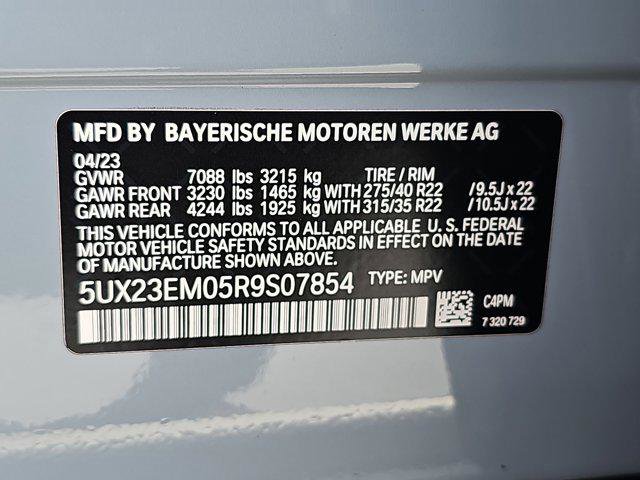 MFD BY BAYERISCHE MOTOREN WERKE AG
04/23
GVWR 7088 lbs 3215 kg TIRE / RIM
GAWR FRONT 3230 lbs 1465 kg WITH 275/40 R22 /9.5J x 22
GAWR REAR 4244 lbs 1925 kg WITH 315/35 R22 /10.5J x 22
THIS VEHICLE CONFORMS TO ALL APPLICABLE U. S. FEDERAL
MOTOR VEHICLE SAFETY STANDARDS IN EFFECT ON THE DATE
OF MANUFACTURE SHOWN ABOVE.
5UX23EM05R9S07854 TYPE: MPV
C4PM
7 320 729